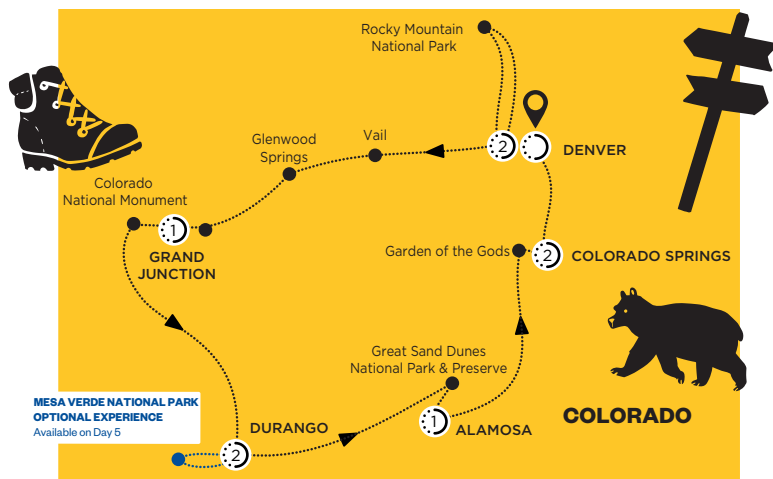 Rocky Mountain
National Park
2
DENVER
Vail
Glenwood
Springs
Colorado
National Monument
1
GRAND
JUNCTION
Garden of the Gods
2
COLORADO SPRINGS
Great Sand Dunes
National Park & Preserve
MESA VERDE NATIONAL PARK
OPTIONAL EXPERIENCE
Available on Day 5
DURANGO
2
1
ALAMOSA
COLORADO